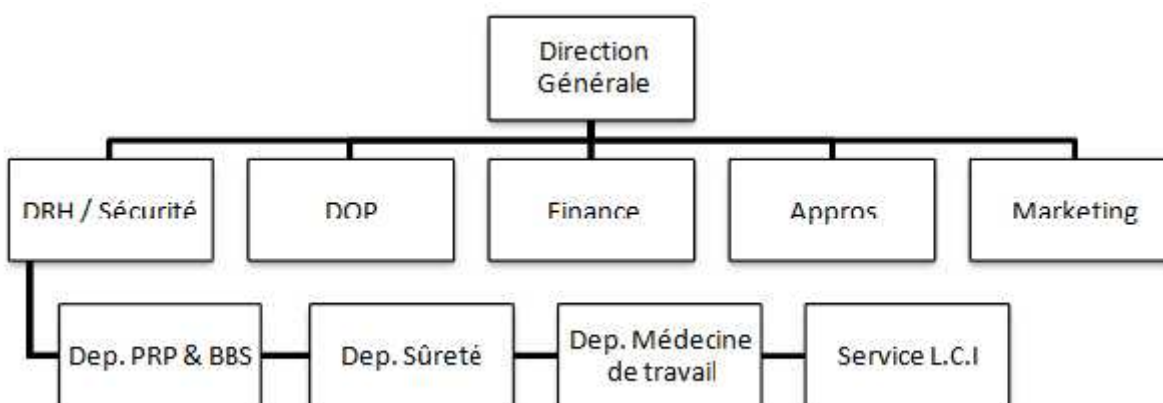 Direction
Générale
DRH / Sécurité
DOP
Finance
Appros
Marketing
Dep. PRP & BBS
Dep. Sûreté
Dep. Médecine
de travail
Service L.C.I